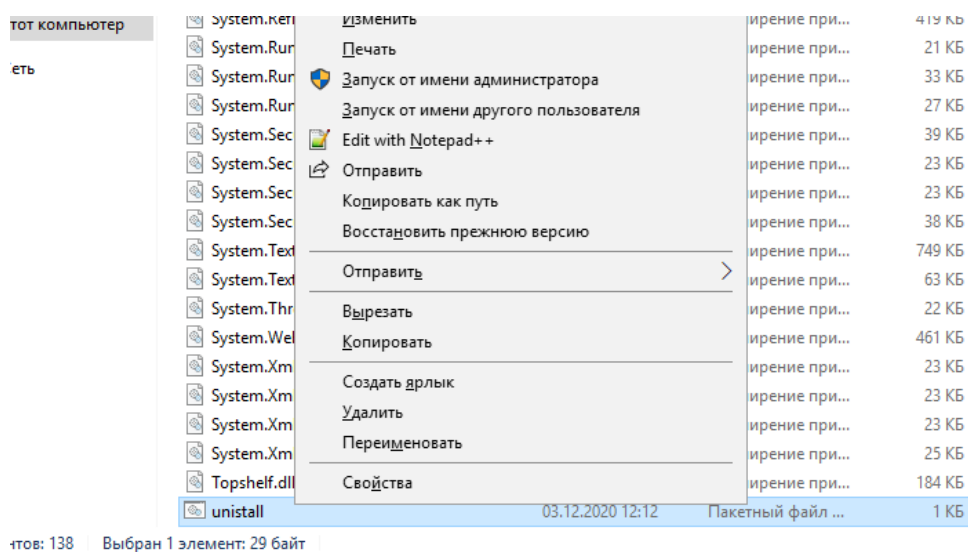 тот компьютер
еть
System.Refl Изменить ирение при... 419 КБ
System.Run Печать ирение при... 21 КБ
System.Run Запуск от имени администратора ирение при... 33 КБ
System.Run Запуск от имени другого пользователя ирение при... 27 КБ
System.Sec Edit with Notepad++ ирение при... 39 КБ
System.Sec Отправить ирение при... 23 КБ
System.Sec Копировать как путь ирение при... 23 КБ
System.Sec Восстановить прежнюю версию ирение при... 38 КБ
System.Text ирение при... 749 КБ
System.Text Отправить ирение при... 63 КБ
System.Thr Вырезать ирение при... 22 КБ
System.Wel Копировать ирение при... 461 КБ
System.Xm ирение при... 23 КБ
System.Xm Создать ярлык ирение при... 23 КБ
System.Xm Удалить ирение при... 23 КБ
System.Xm Переименовать ирение при... 25 КБ
Topshelf.dll Свойства ирение при... 184 КБ
unistall 03.12.2020 12:12 Пакетный файл ... 1 КБ
нтов: 138 Выбран 1 элемент: 29 байт